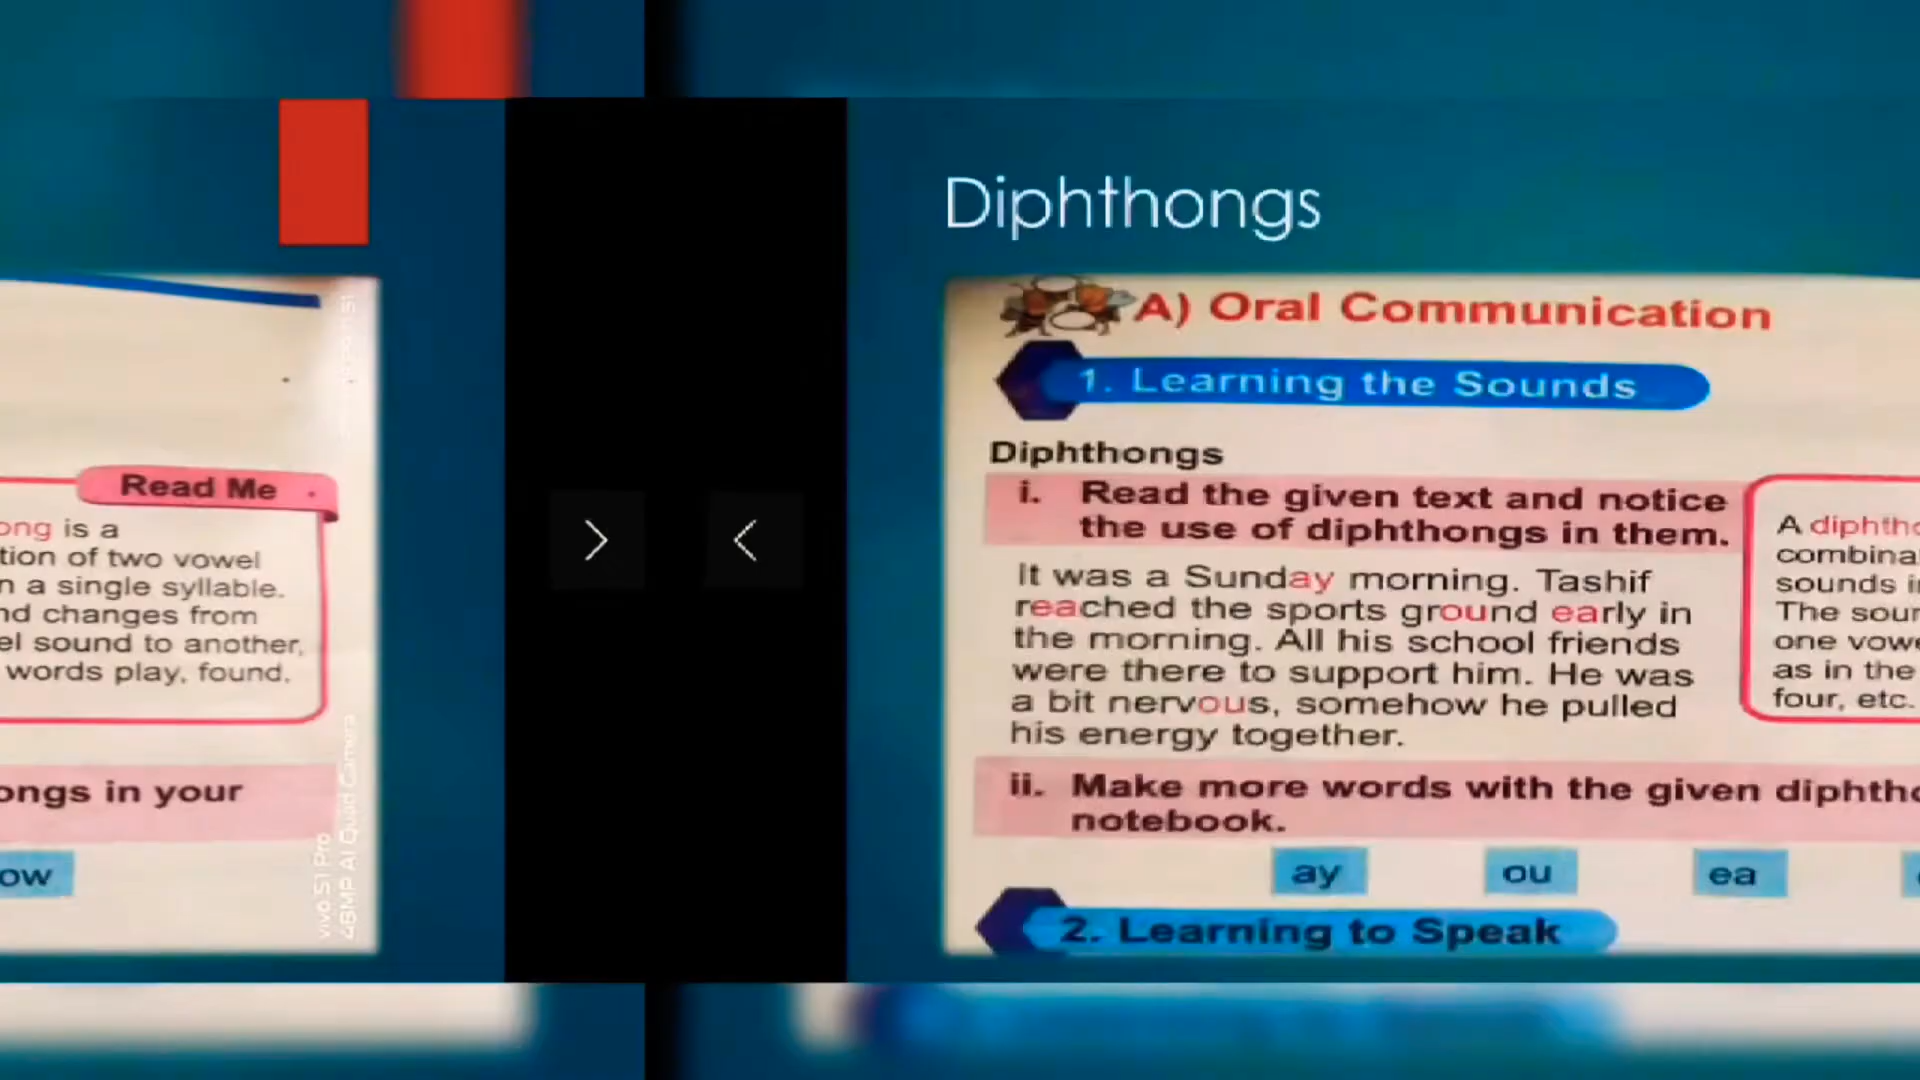 Diphthongs
Read Me
ong is a
tion of two vowel
n a single syllable.
nd changes from
el sound to another,
words play, found.
ongs in your
ow
vivo S1 Pro
48MP AI Quad Camera
A) Oral Communication
1. Learning the Sounds
Diphthongs
i. Read the given text and notice
the use of diphthongs in them.
It was a Sunday morning. Tashif
reached the sports ground early in
the morning. All his school friends
were there to support him. He was
a bit nervous, somehow he pulled
his energy together.
A diphtho
combina
sounds in
The soun
one vowe
as in the
four, etc.
ii. Make more words with the given diphtho
notebook.
ay ou ea
2. Learning to Speak